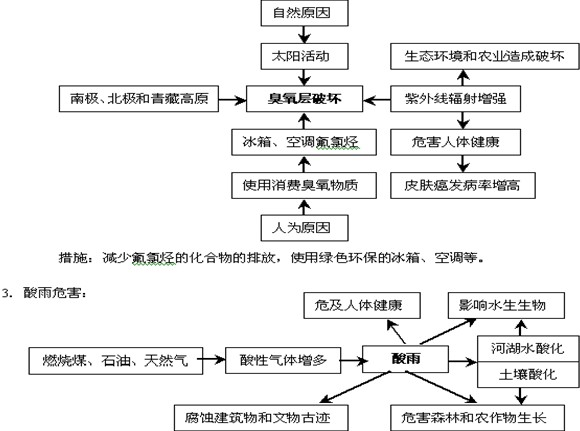 自然原因
太阳活动
生态环境和农业造成破坏
南极、北极和青藏高原
臭氧层破坏
紫外线辐射增强
冰箱、空调氟氯烃
危害人体健康
使用消费臭氧物质
皮肤癌发病率增高
人为原因
措施：减少氟氯烃的化合物的排放，使用绿色环保的冰箱、空调等。
3. 酸雨危害：
危及人体健康
影响水生生物
燃烧煤、石油、天然气
酸性气体增多
酸雨
河湖水酸化
土壤酸化
腐蚀建筑物和文物古迹
危害森林和农作物生长